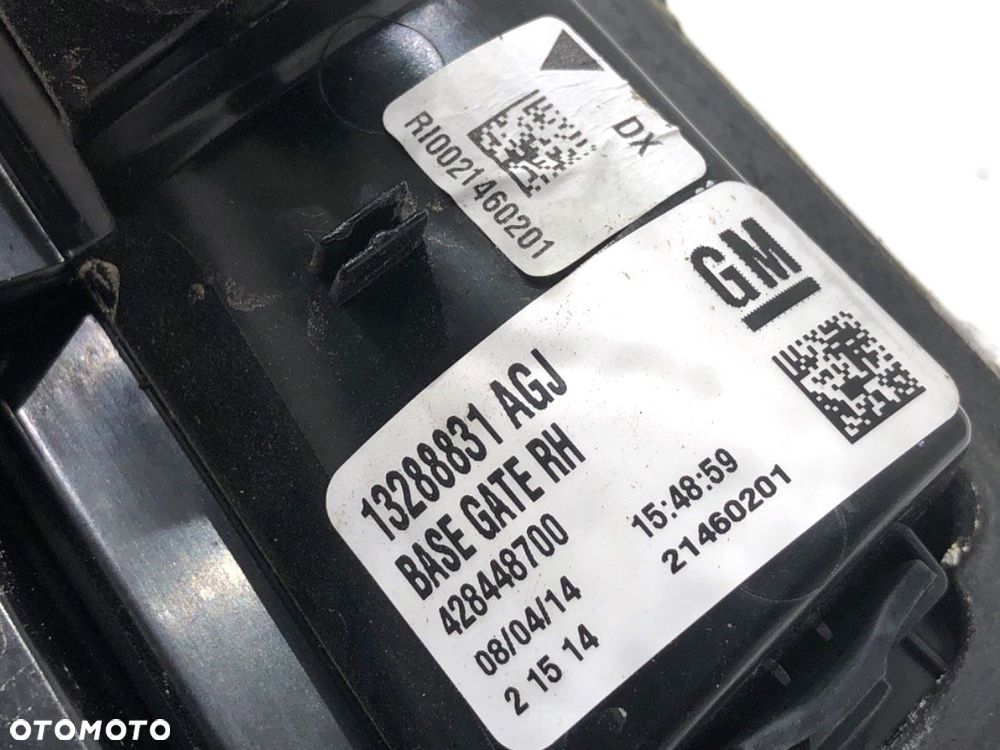 DX
RI0021460201
GM
13288831 AGJ
BASE GATE RH
428448700
08/04/14
2 15 14
15:48:59
21460201
OTOMOTO